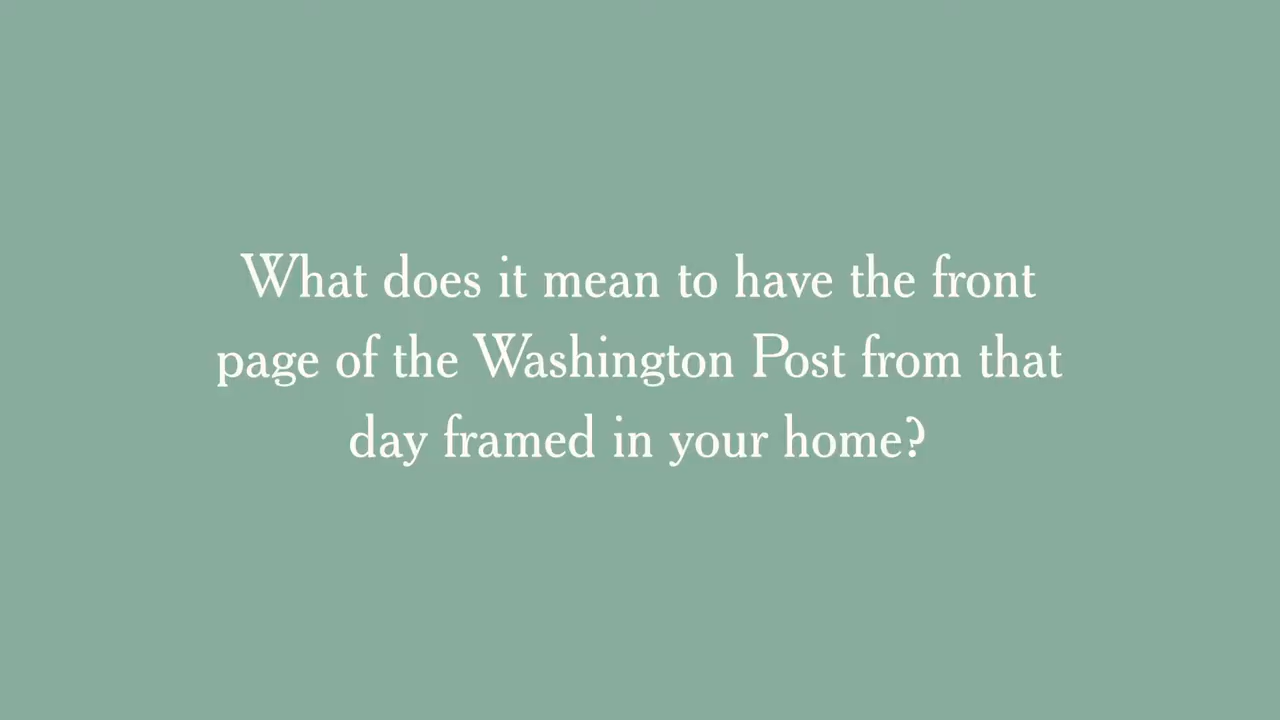 What does it mean to have the front
page of the Washington Post from that
day framed in your home?